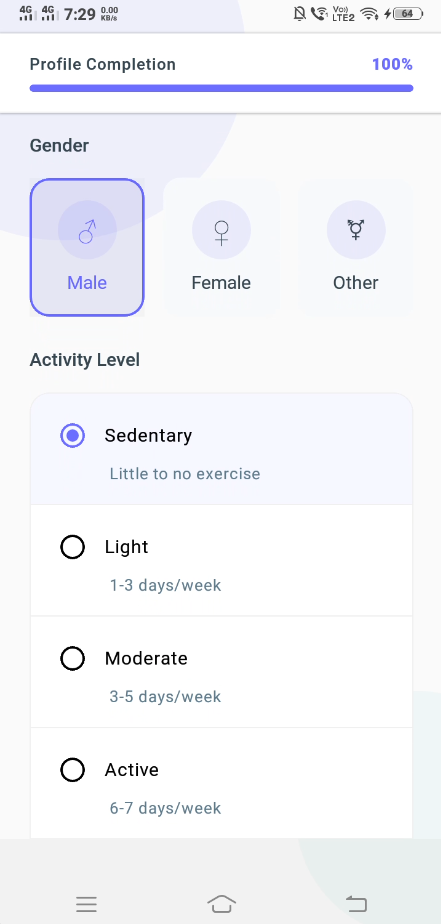 4G 4G 7:29 0.00 KB/s Vo) LTE2 64
Profile Completion 100%
Gender
Male Female Other
Activity Level
Sedentary
Little to no exercise
Light
1-3 days/week
Moderate
3-5 days/week
Active
6-7 days/week